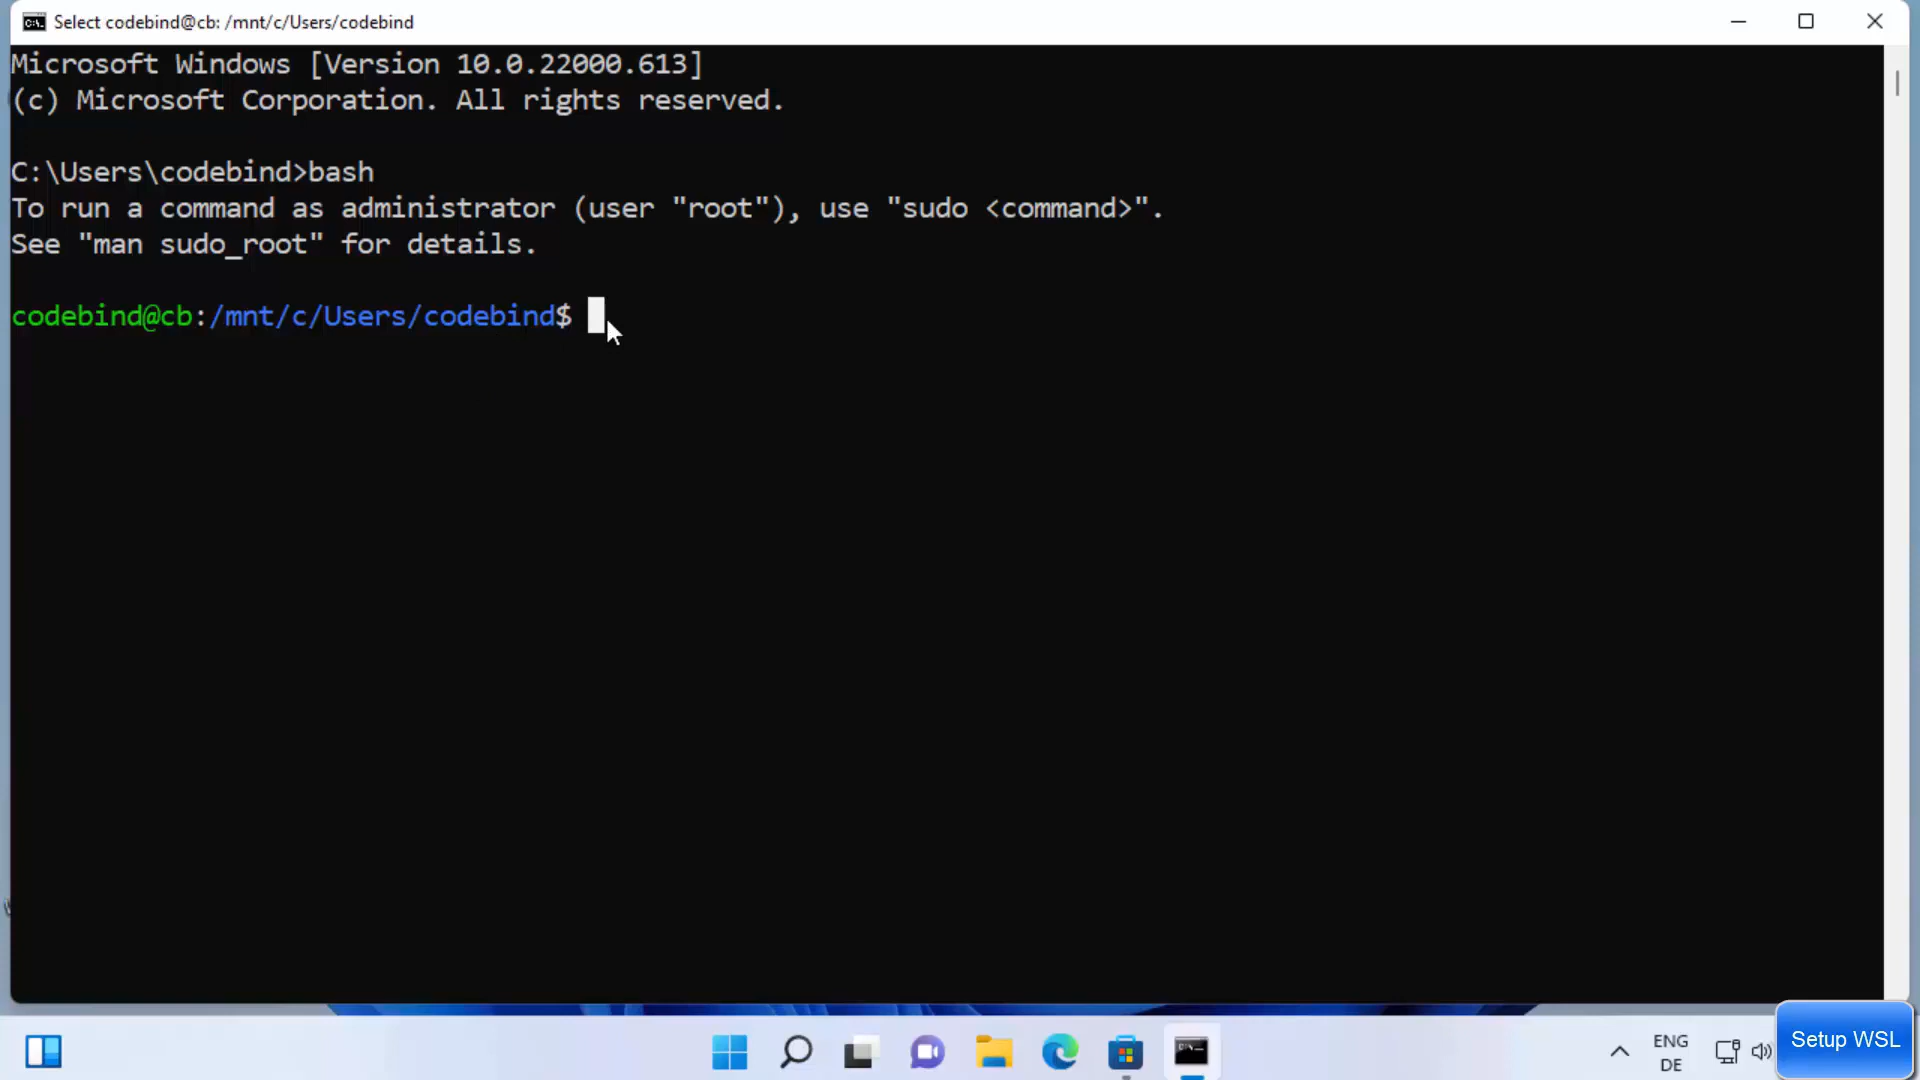 Select codebind@cb: /mnt/c/Users/codebind
Microsoft Windows [Version 10.0.22000.613]
(c) Microsoft Corporation. All rights reserved.
C:\Users\codebind>bash
To run a command as administrator (user "root"), use "sudo <command>".
See "man sudo_root" for details.
codebind@cb:/mnt/c/Users/codebind$
ENG
DE
Setup WSL